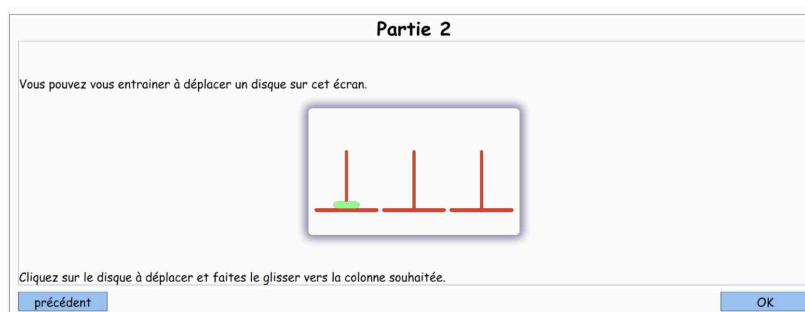 Partie 2
Vous pouvez vous entrainer à déplacer un disque sur cet écran.
Cliquez sur le disque à déplacer et faites le glisser vers la colonne souhaitée.
précédent
OK